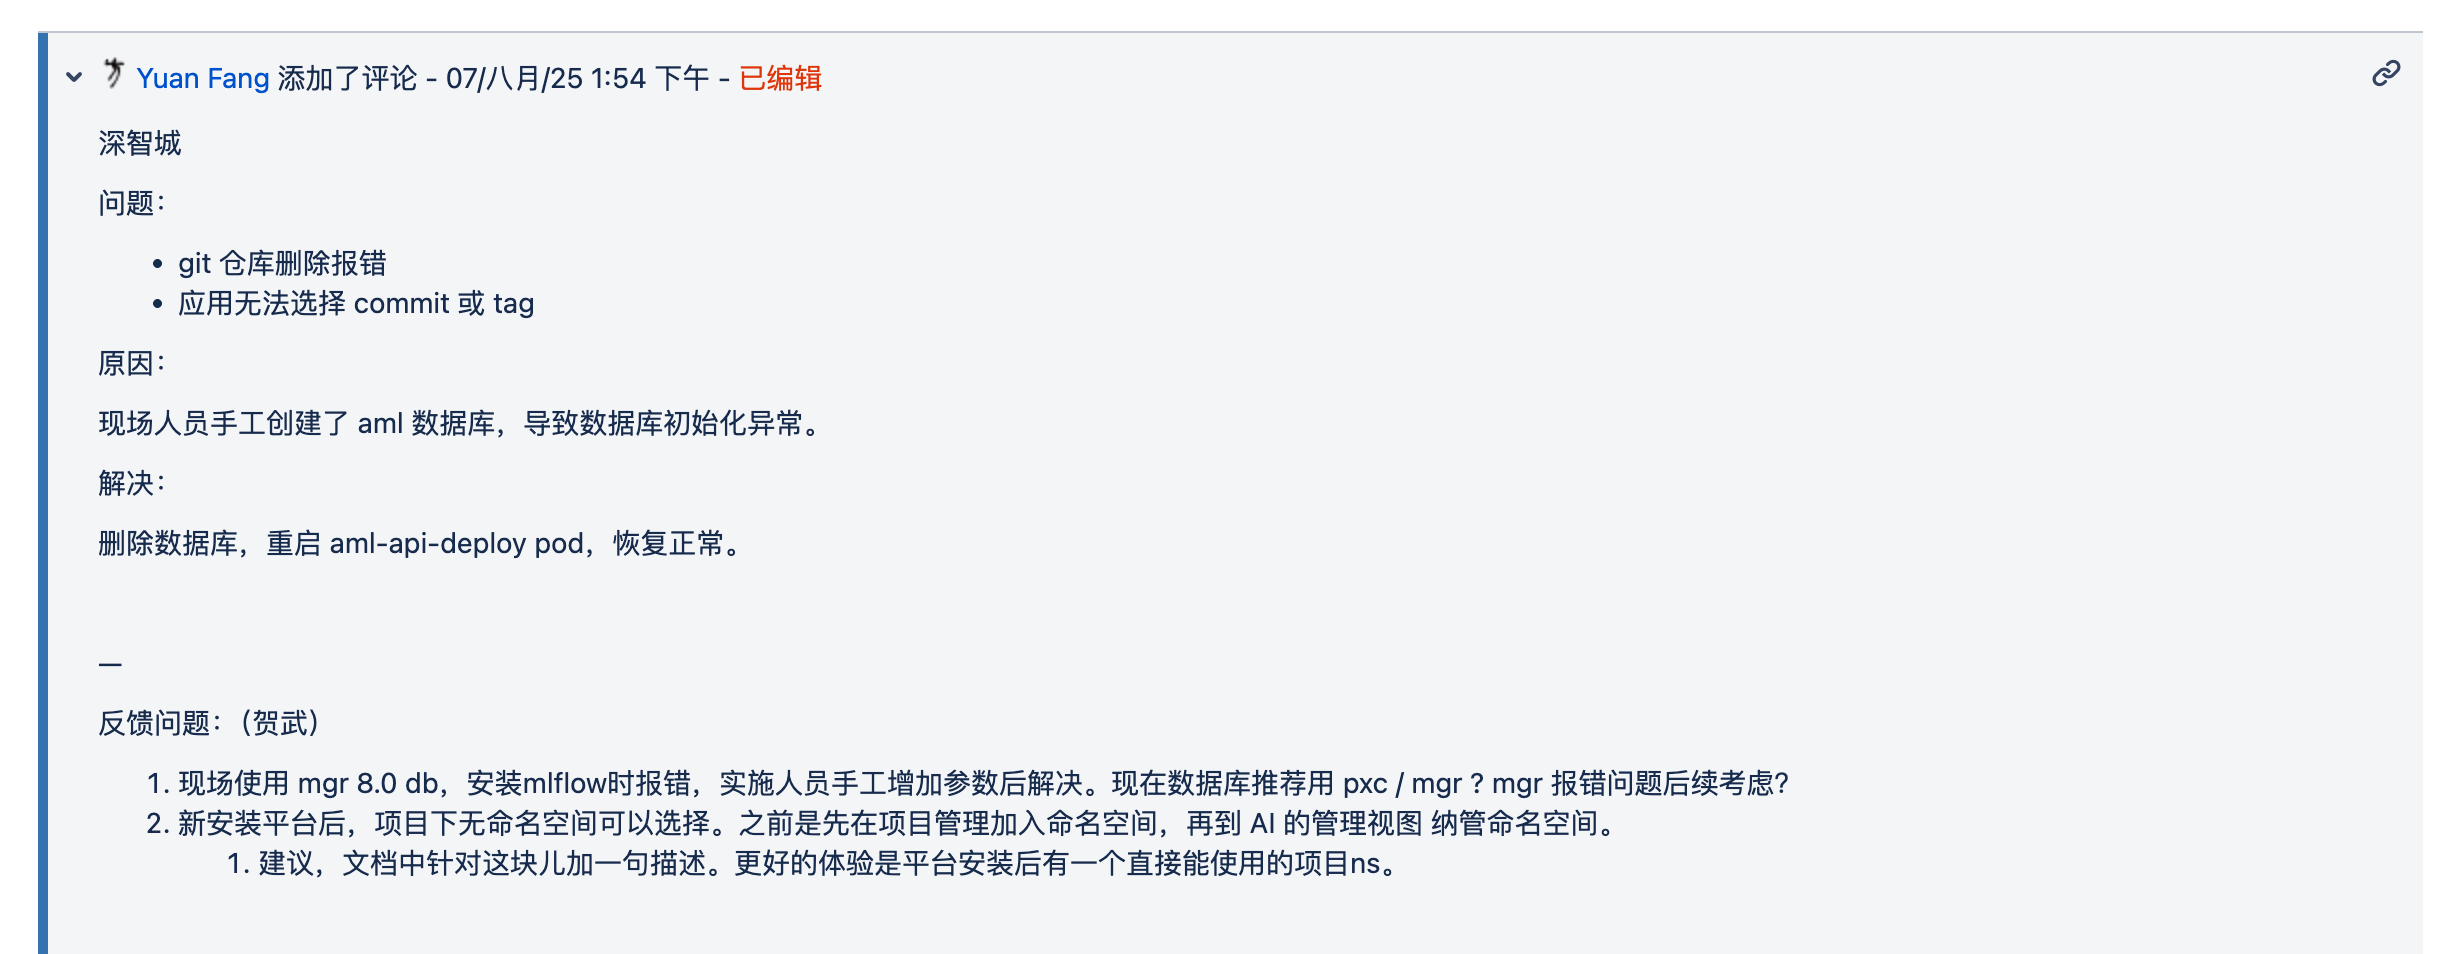 Yuan Fang 添加了评论 - 07/八月/25 1:54 下午 - 已编辑
深智城
问题：
• git 仓库删除报错
• 应用无法选择 commit 或 tag
原因：
现场人员手工创建了 aml 数据库，导致数据库初始化异常。
解决：
删除数据库，重启 aml-api-deploy pod，恢复正常。
—
反馈问题：（贺武）
1. 现场使用 mgr 8.0 db，安装mlflow时报错，实施人员手工增加参数后解决。现在数据库推荐用 pxc / mgr ? mgr 报错问题后续考虑?
2. 新安装平台后，项目下无命名空间可以选择。之前是先在项目管理加入命名空间，再到 AI 的管理视图 纳管命名空间。
1. 建议，文档中针对这块儿加一句描述。更好的体验是平台安装后有一个直接能使用的项目ns。